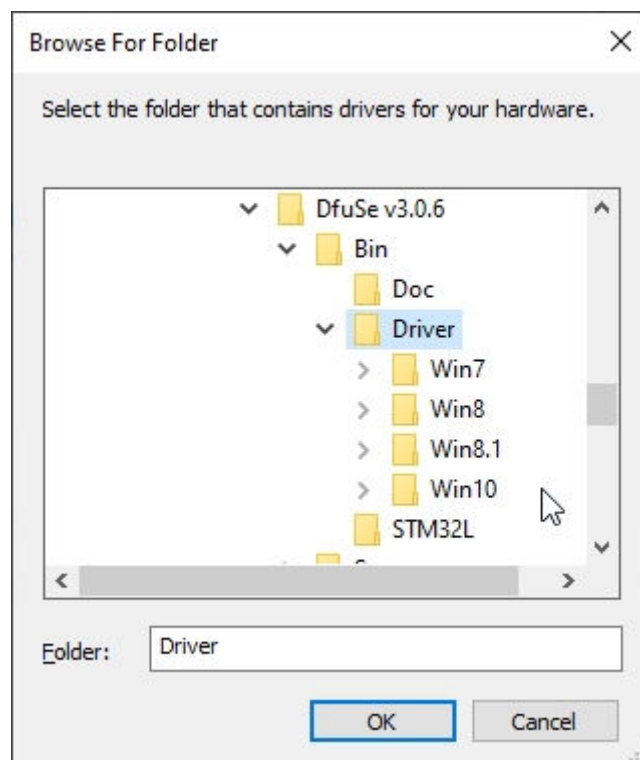 Browse For Folder
Select the folder that contains drivers for your hardware.
DfuSe v3.0.6
Bin
Doc
Driver
Win7
Win8
Win8.1
Win10
STM32L
Folder:
Driver
OK
Cancel